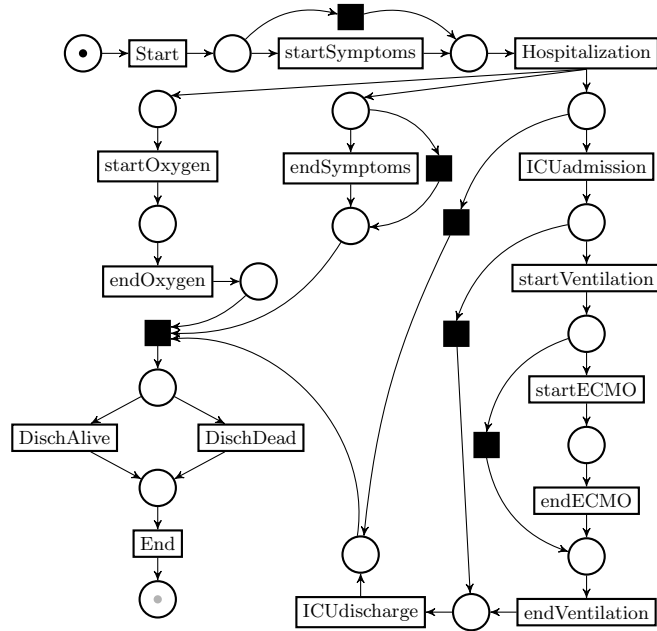 Start
startSymptoms
Hospitalization
startOxygen
endSymptoms
ICUadmission
endOxygen
startVentilation
startECMO
DischAlive
DischDead
endECMO
End
ICUdischarge
endVentilation